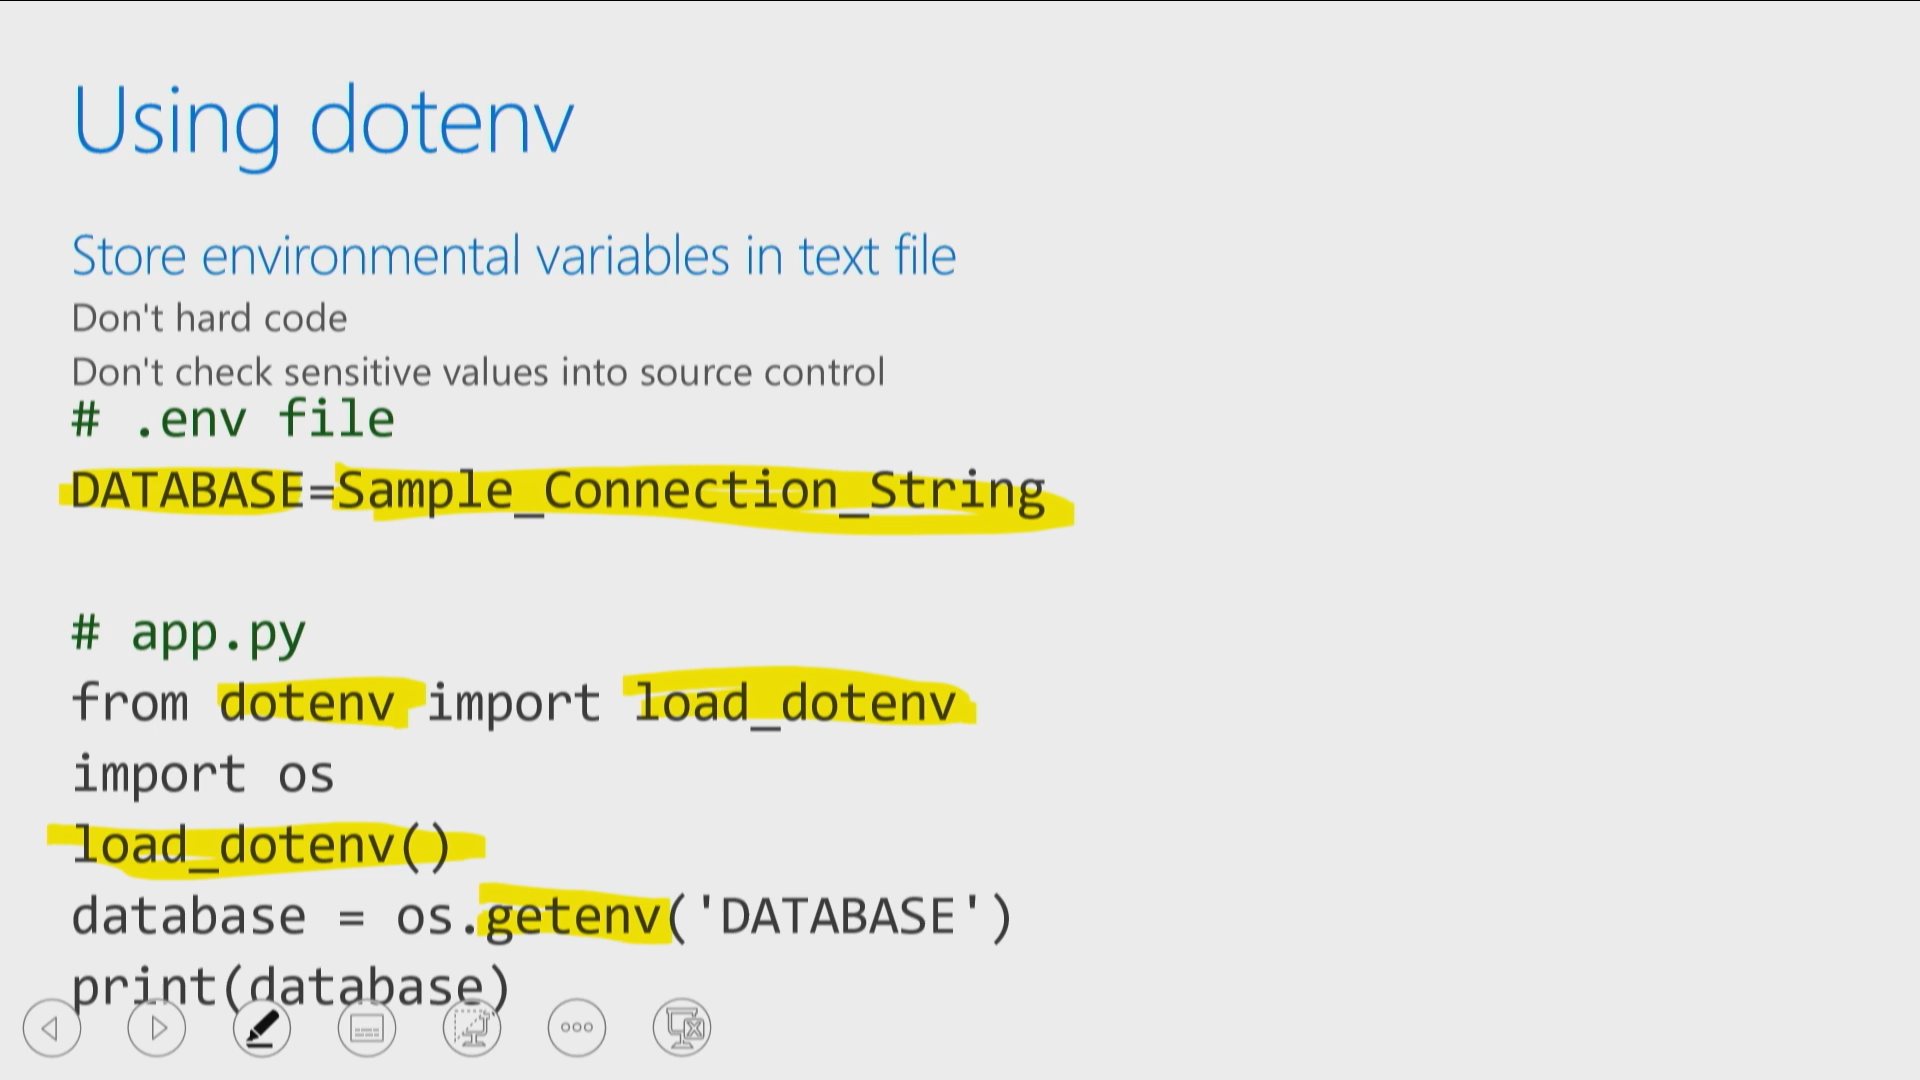 Using dotenv
Store environmental variables in text file
Don't hard code
Don't check sensitive values into source control
# .env file
DATABASE=Sample_Connection_String
# app.py
from dotenv import load_dotenv
import os
load_dotenv()
database = os.getenv('DATABASE')
print(database)